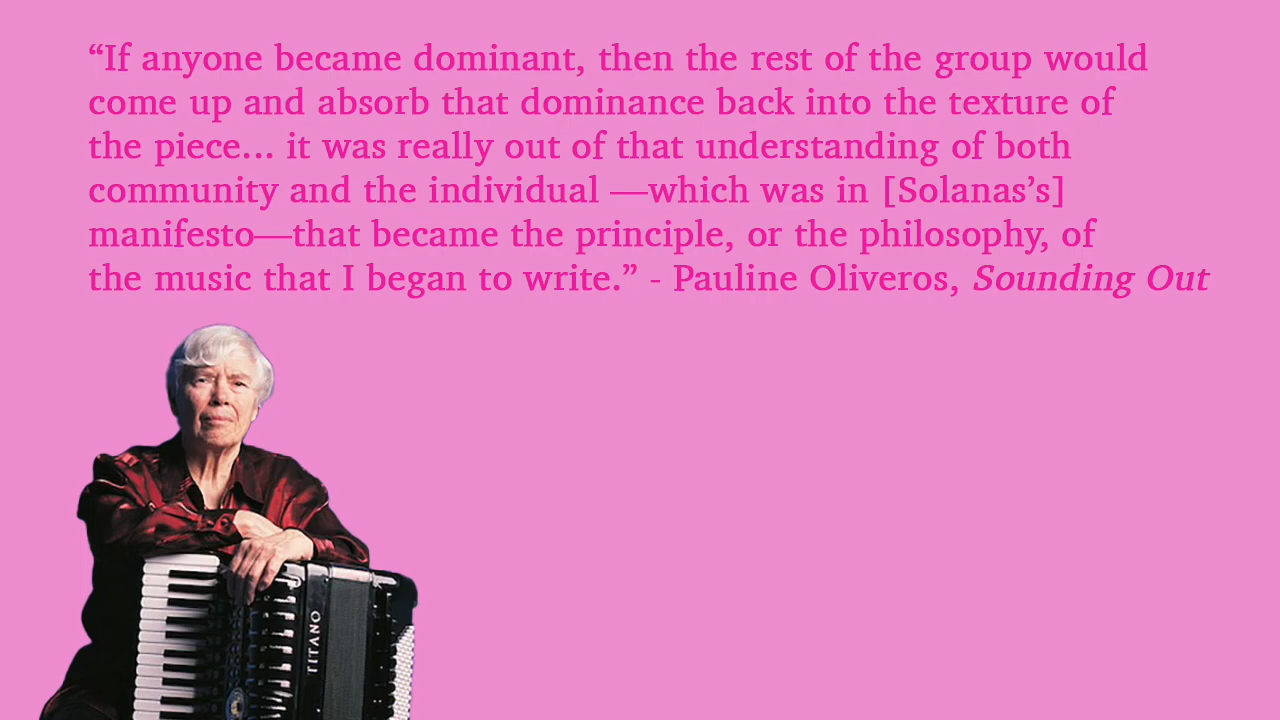 “If anyone became dominant, then the rest of the group would
come up and absorb that dominance back into the texture of
the piece... it was really out of that understanding of both
community and the individual —which was in [Solanas’s]
manifesto—that became the principle, or the philosophy, of
the music that I began to write.” - Pauline Oliveros, Sounding Out
TITANO